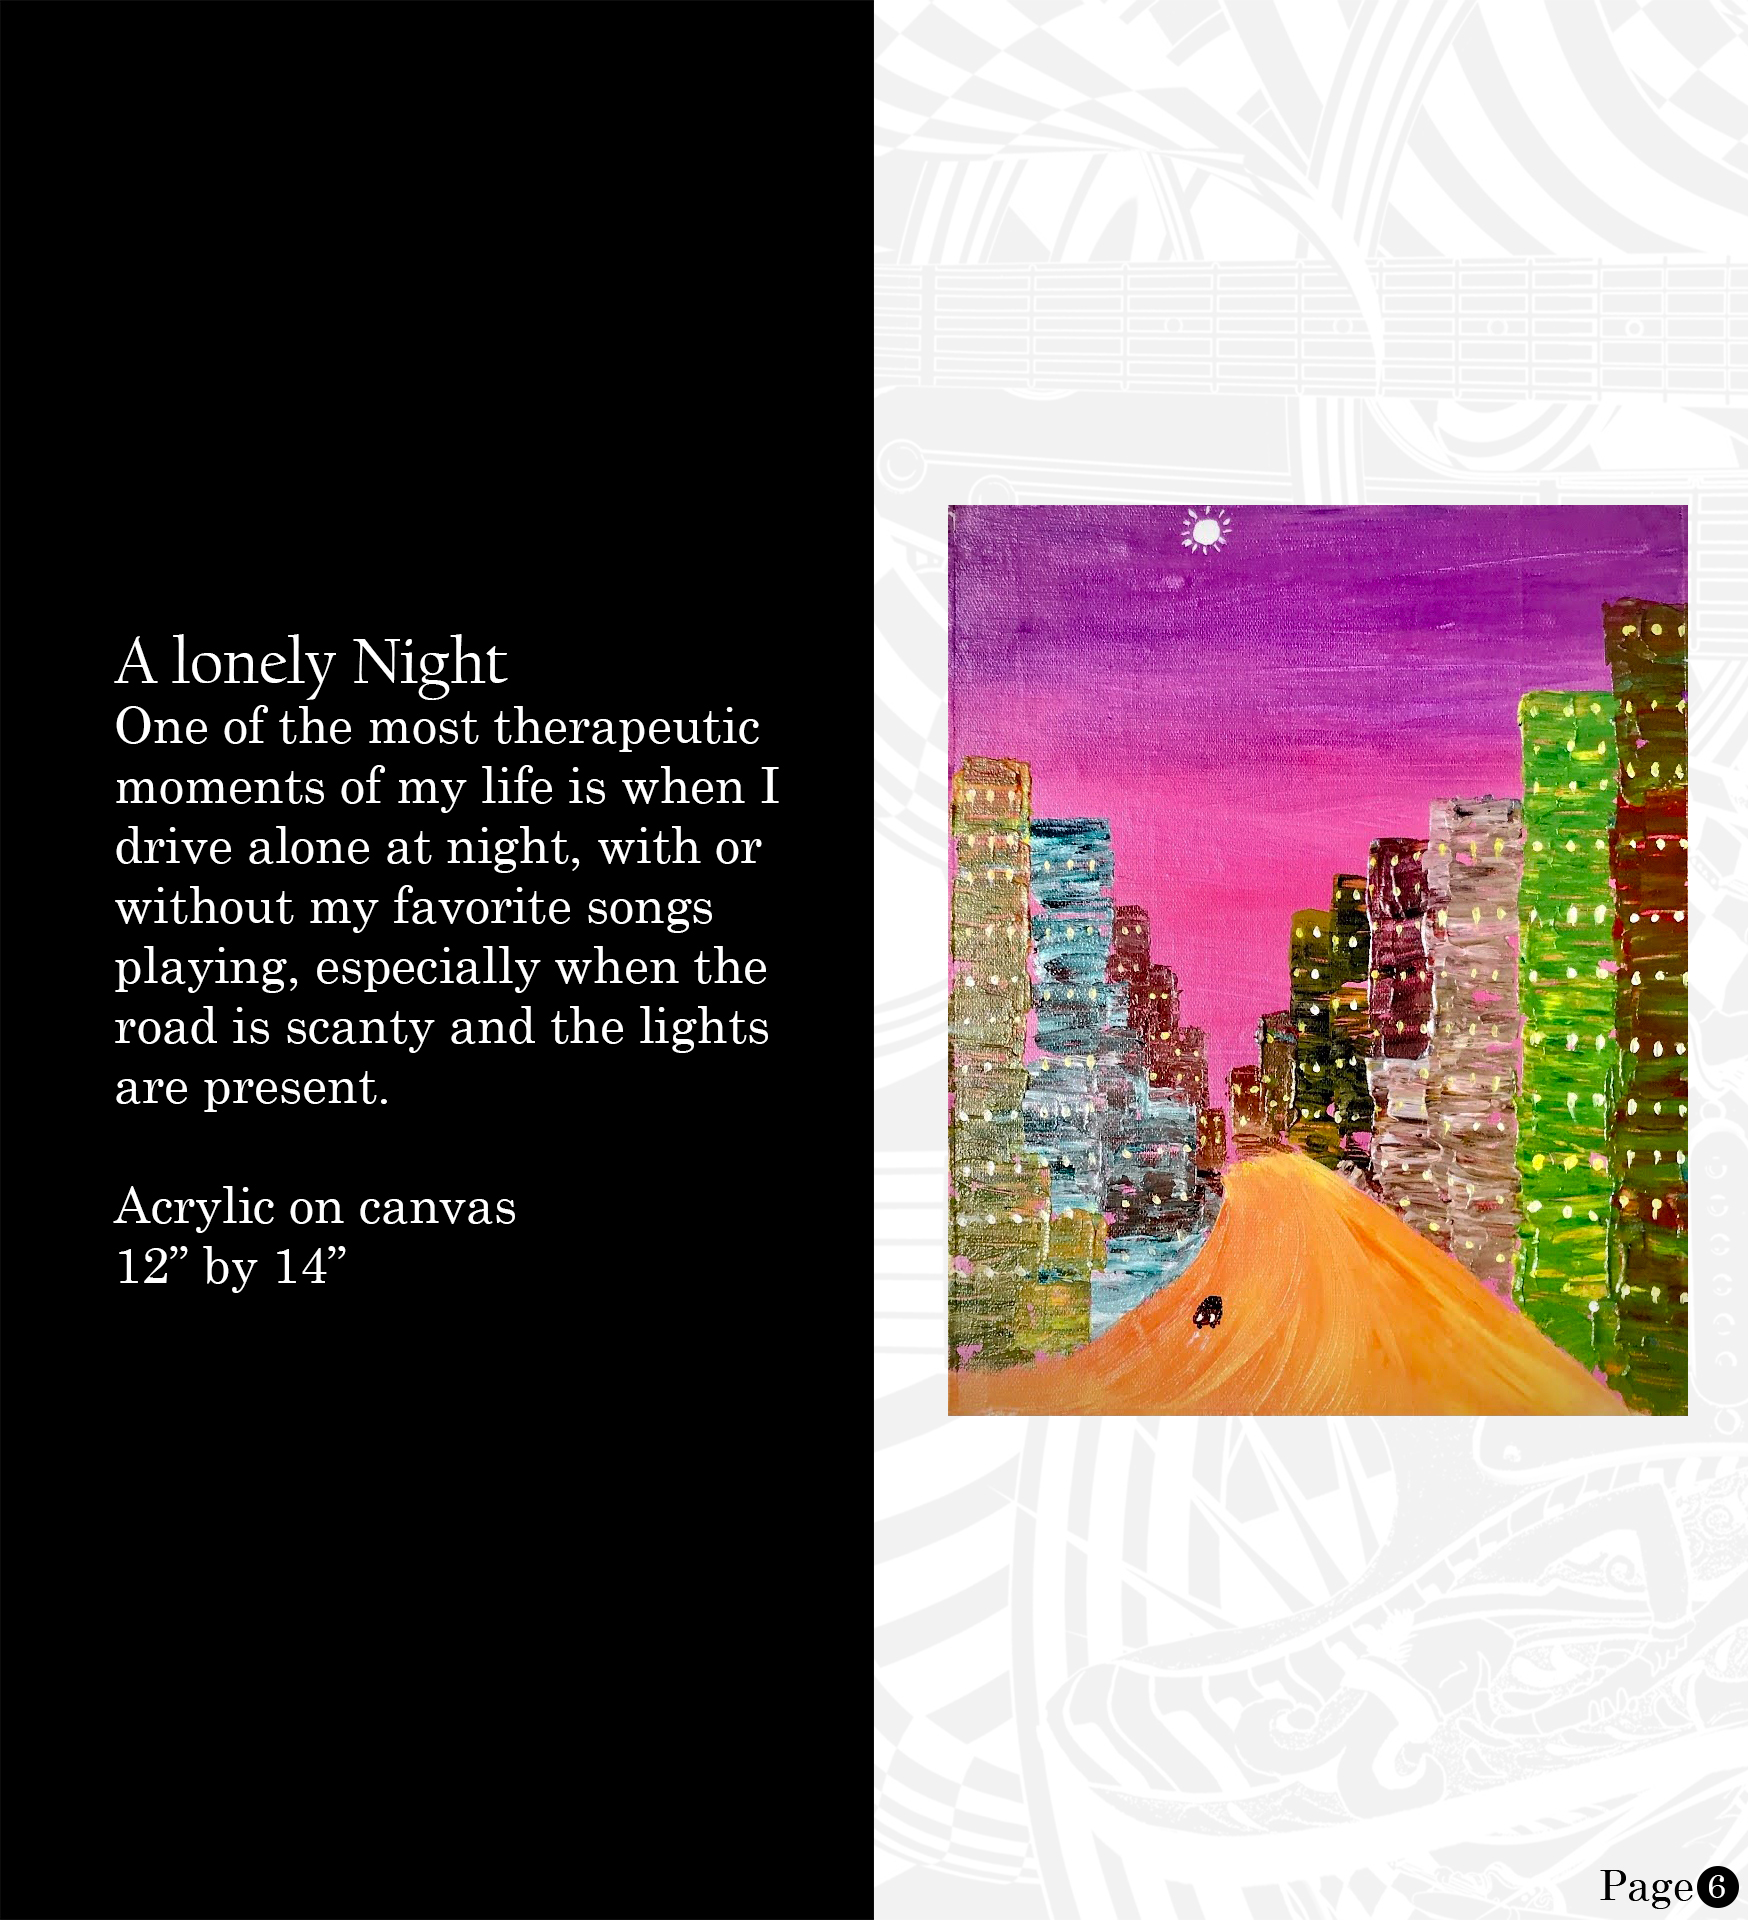 A lonely Night
One of the most therapeutic
moments of my life is when I
drive alone at night, with or
without my favorite songs
playing, especially when the
road is scanty and the lights
are present.
Acrylic on canvas
12” by 14”
Page 6